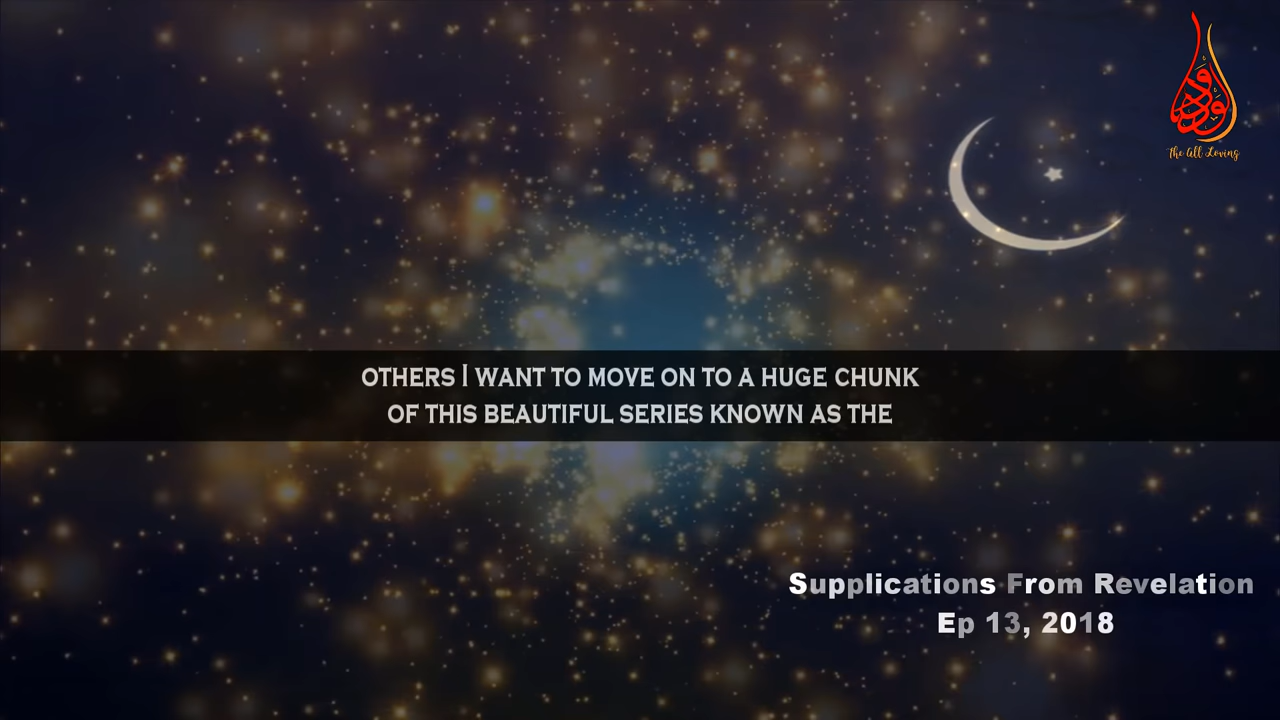 The All Loving
OTHERS I WANT TO MOVE ON TO A HUGE CHUNK
OF THIS BEAUTIFUL SERIES KNOWN AS THE
Supplications From Revelation
Ep 13, 2018